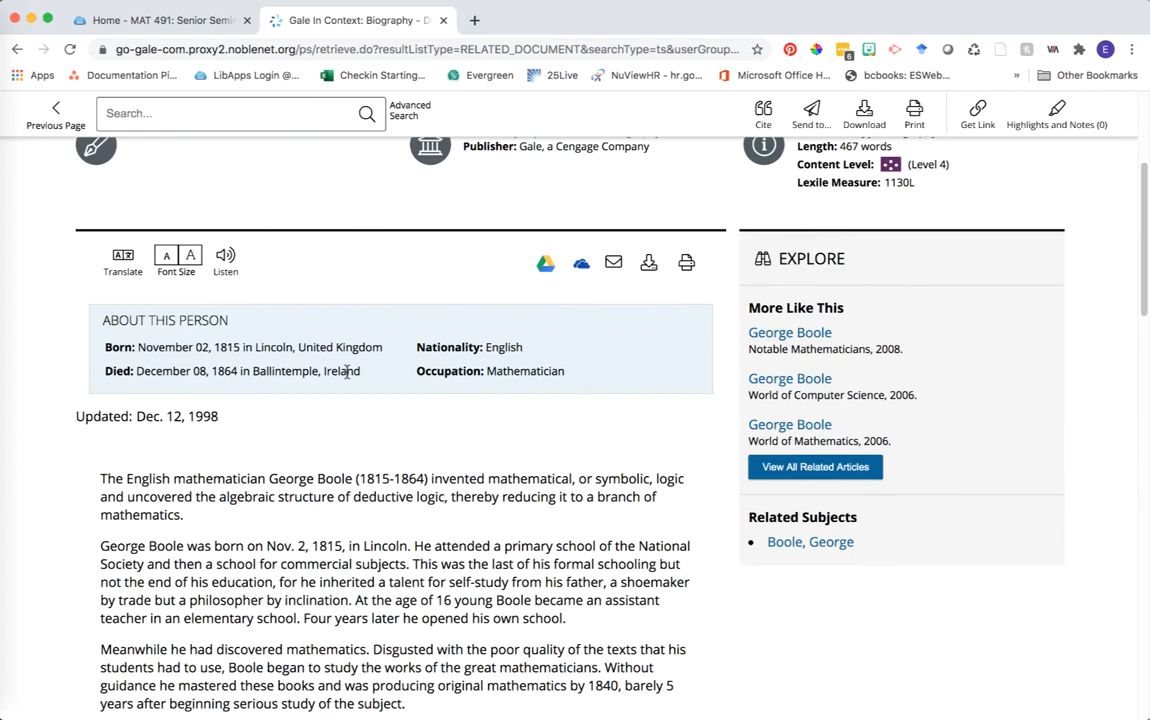 Home - MAT 491: Senior Semi
Gale In Context: Biography - D
go-gale-com.proxy2.noblenet.org/ps/retrieve.do?resultListType=RELATED_DOCUMENT&searchType=ts&userGroup...
6
E
Apps
Documentation Pi...
LibApps Login @...
Checkin Starting...
Evergreen
25Live
NuViewHR - hr.go...
Microsoft Office H...
bcbooks: ESWeb...
»
Other Bookmarks
Previous Page
Search...
Advanced
Search
Cite
Send to...
Download
Print
Get Link
Highlights and Notes (0)
Publisher: Gale, a Cengage Company
Length: 467 words
Content Level: (Level 4)
Lexile Measure: 1130L
Translate
A A
Font Size
Listen
ABOUT THIS PERSON
Born: November 02, 1815 in Lincoln, United Kingdom
Nationality: English
Died: December 08, 1864 in Ballintemple, Ireland
Occupation: Mathematician
Updated: Dec. 12, 1998
The English mathematician George Boole (1815-1864) invented mathematical, or symbolic, logic
and uncovered the algebraic structure of deductive logic, thereby reducing it to a branch of
mathematics.
George Boole was born on Nov. 2, 1815, in Lincoln. He attended a primary school of the National
Society and then a school for commercial subjects. This was the last of his formal schooling but
not the end of his education, for he inherited a talent for self-study from his father, a shoemaker
by trade but a philosopher by inclination. At the age of 16 young Boole became an assistant
teacher in an elementary school. Four years later he opened his own school.
Meanwhile he had discovered mathematics. Disgusted with the poor quality of the texts that his
students had to use, Boole began to study the works of the great mathematicians. Without
guidance he mastered these books and was producing original mathematics by 1840, barely 5
years after beginning serious study of the subject.
EXPLORE
More Like This
George Boole
Notable Mathematicians, 2008.
George Boole
World of Computer Science, 2006.
George Boole
World of Mathematics, 2006.
View All Related Articles
Related Subjects
Boole, George